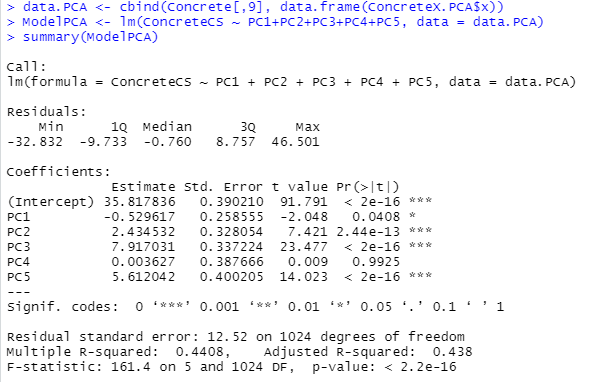 > data.PCA <- cbind(Concrete[,9], data.frame(ConcreteX.PCA$x))
> ModelPCA <- lm(ConcreteCS ~ PC1+PC2+PC3+PC4+PC5, data = data.PCA)
> summary(ModelPCA)
Call:
lm(formula = ConcreteCS ~ PC1 + PC2 + PC3 + PC4 + PC5, data = data.PCA)
Residuals:
    Min      1Q  Median      3Q     Max
-32.832  -9.733  -0.760   8.757  46.501
Coefficients:
             Estimate Std. Error t value Pr(>|t|)
(Intercept) 35.817836   0.390210  91.791  < 2e-16 ***
PC1         -0.529617   0.258555  -2.048   0.0408 *
PC2          2.434532   0.328054   7.421 2.44e-13 ***
PC3          7.917031   0.337224  23.477  < 2e-16 ***
PC4          0.003627   0.387666   0.009   0.9925
PC5          5.612042   0.400205  14.023  < 2e-16 ***
---
Signif. codes:  0 ‘***’ 0.001 ‘**’ 0.01 ‘*’ 0.05 ‘.’ 0.1 ‘ ’ 1
Residual standard error: 12.52 on 1024 degrees of freedom
Multiple R-squared:  0.4408,    Adjusted R-squared:  0.438
F-statistic: 161.4 on 5 and 1024 DF,  p-value: < 2.2e-16